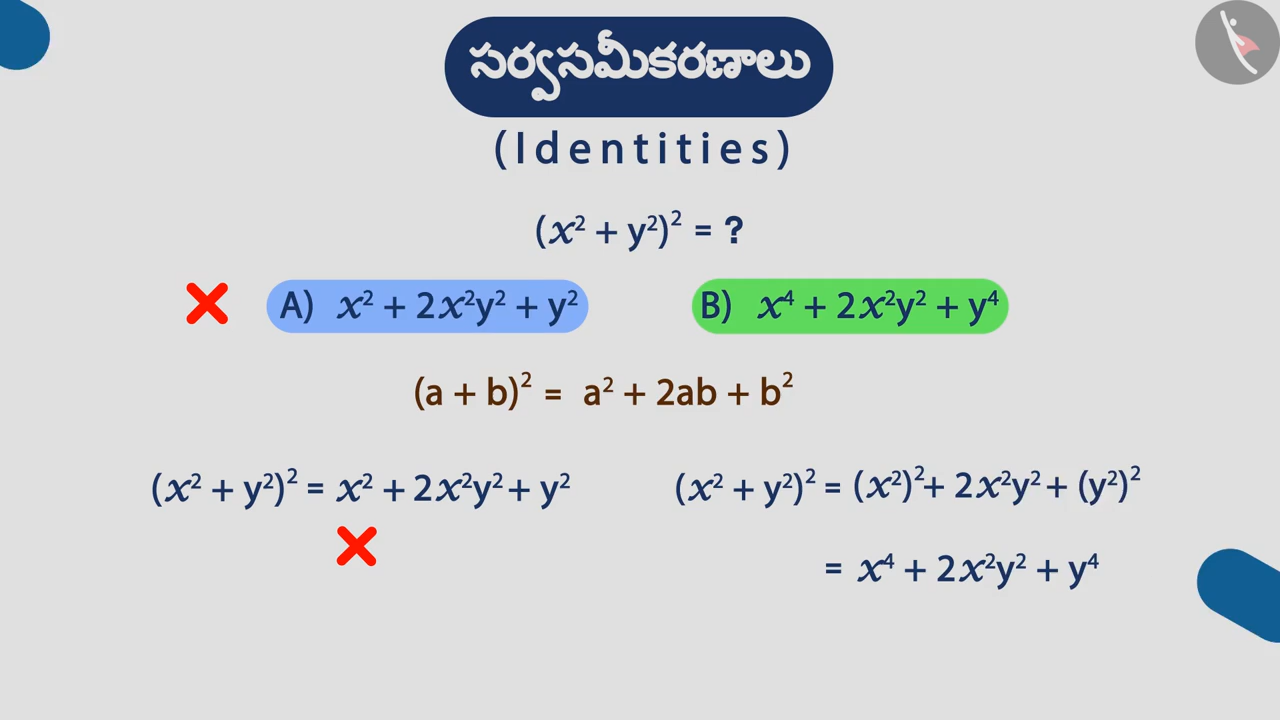 సర్వసమీకరణాలు
(Identities)
(x² + y²)² = ?
A) x² + 2x²y² + y² B) x⁴ + 2x²y² + y⁴
(a + b)² = a² + 2ab + b²
(x² + y²)² = x² + 2x²y² + y² (x² + y²)² = (x²)² + 2x²y² + (y²)²
= x⁴ + 2x²y² + y⁴